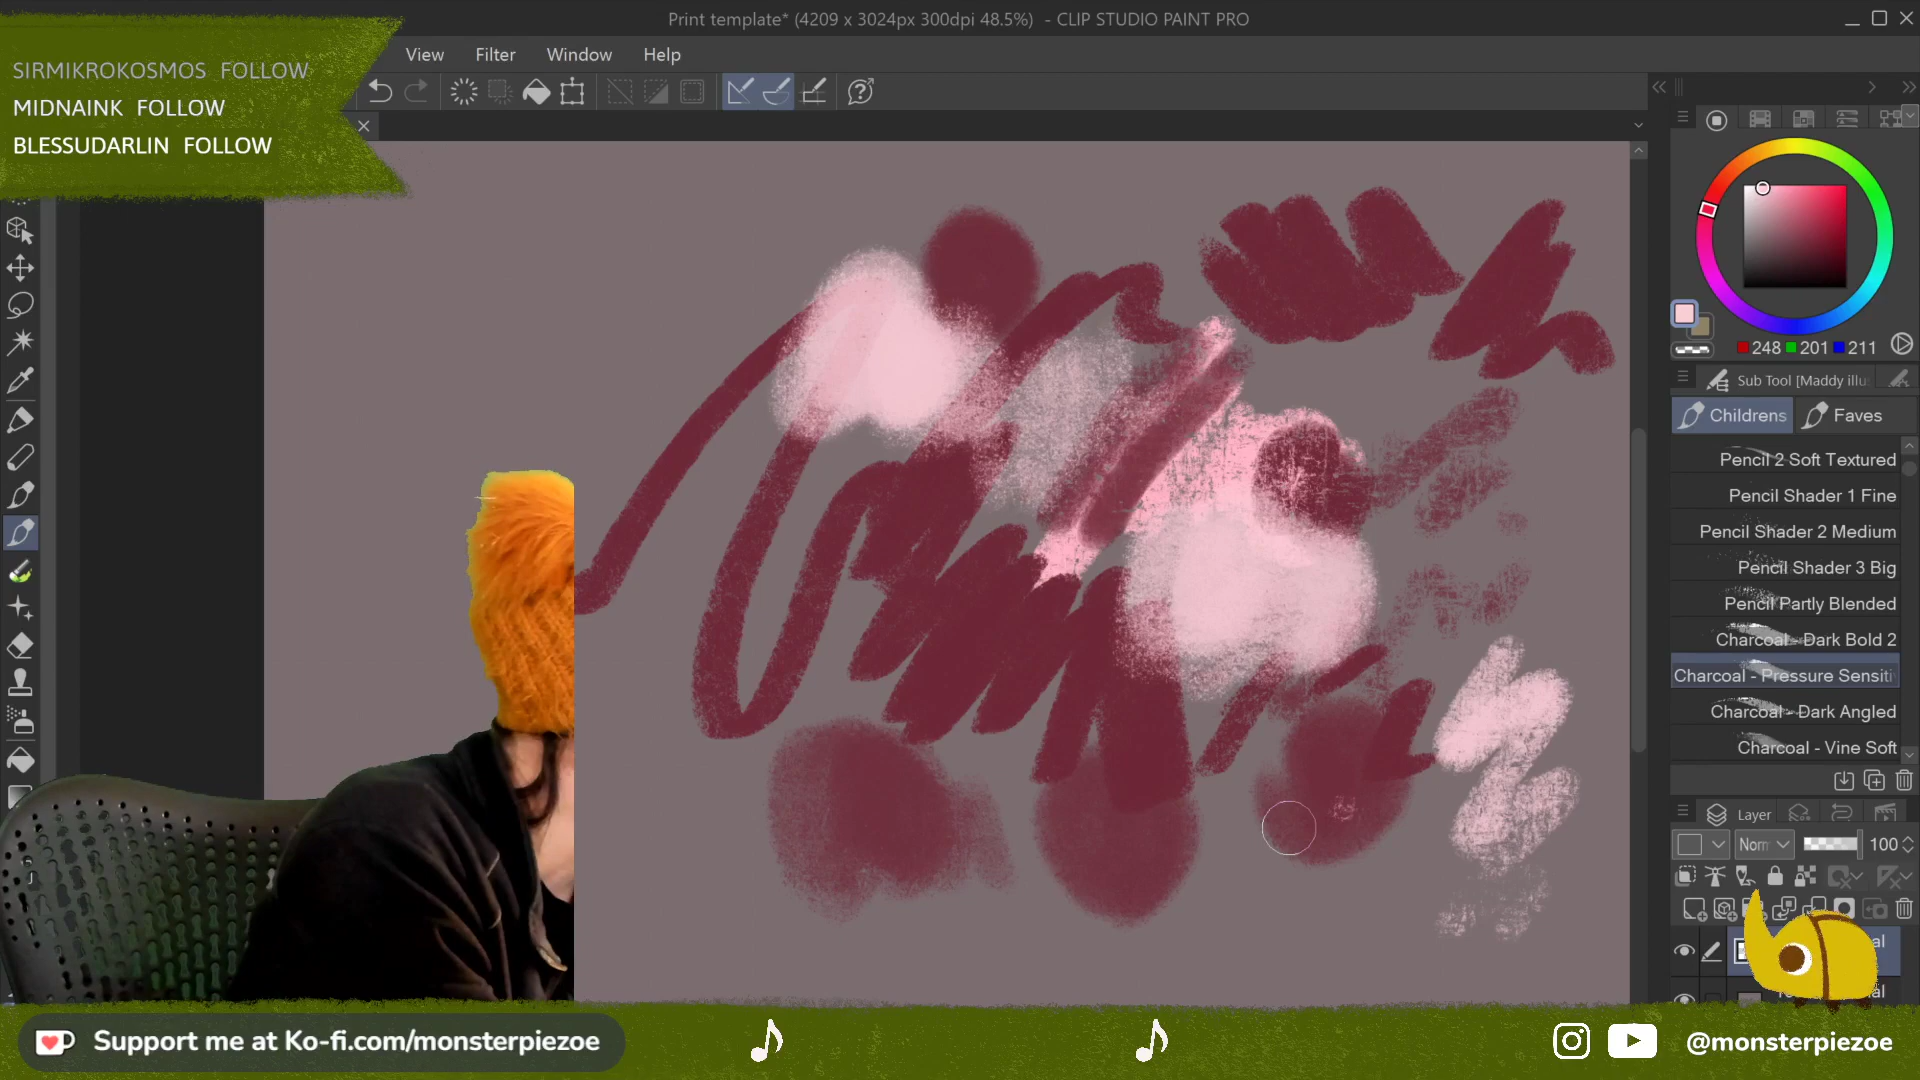 Print template* (4209 x 3024px 300dpi 48.5%) - CLIP STUDIO PAINT PRO
View Filter Window Help
SIRMIKROKOSMOS FOLLOW
MIDNAINK FOLLOW
BLESSUDARLIN FOLLOW
248 201 211
Sub Tool [Maddy illu
Childrens Faves
Pencil 2 Soft Textured
Pencil Shader 1 Fine
Pencil Shader 2 Medium
Pencil Shader 3 Big
Pencil Partly Blended
Charcoal - Dark Bold 2
Charcoal - Pressure Sensiti
Charcoal - Dark Angled
Charcoal - Vine Soft
Layer
Norn 100
Support me at Ko-fi.com/monsterpiezoe
@monsterpiezoe